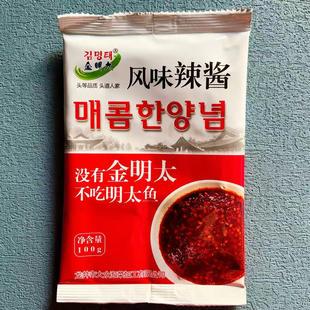 김명태
金明太
头等品质 头道人家
风味辣酱
매콤한양념
没有金明太
不吃明太鱼
净含量
100g